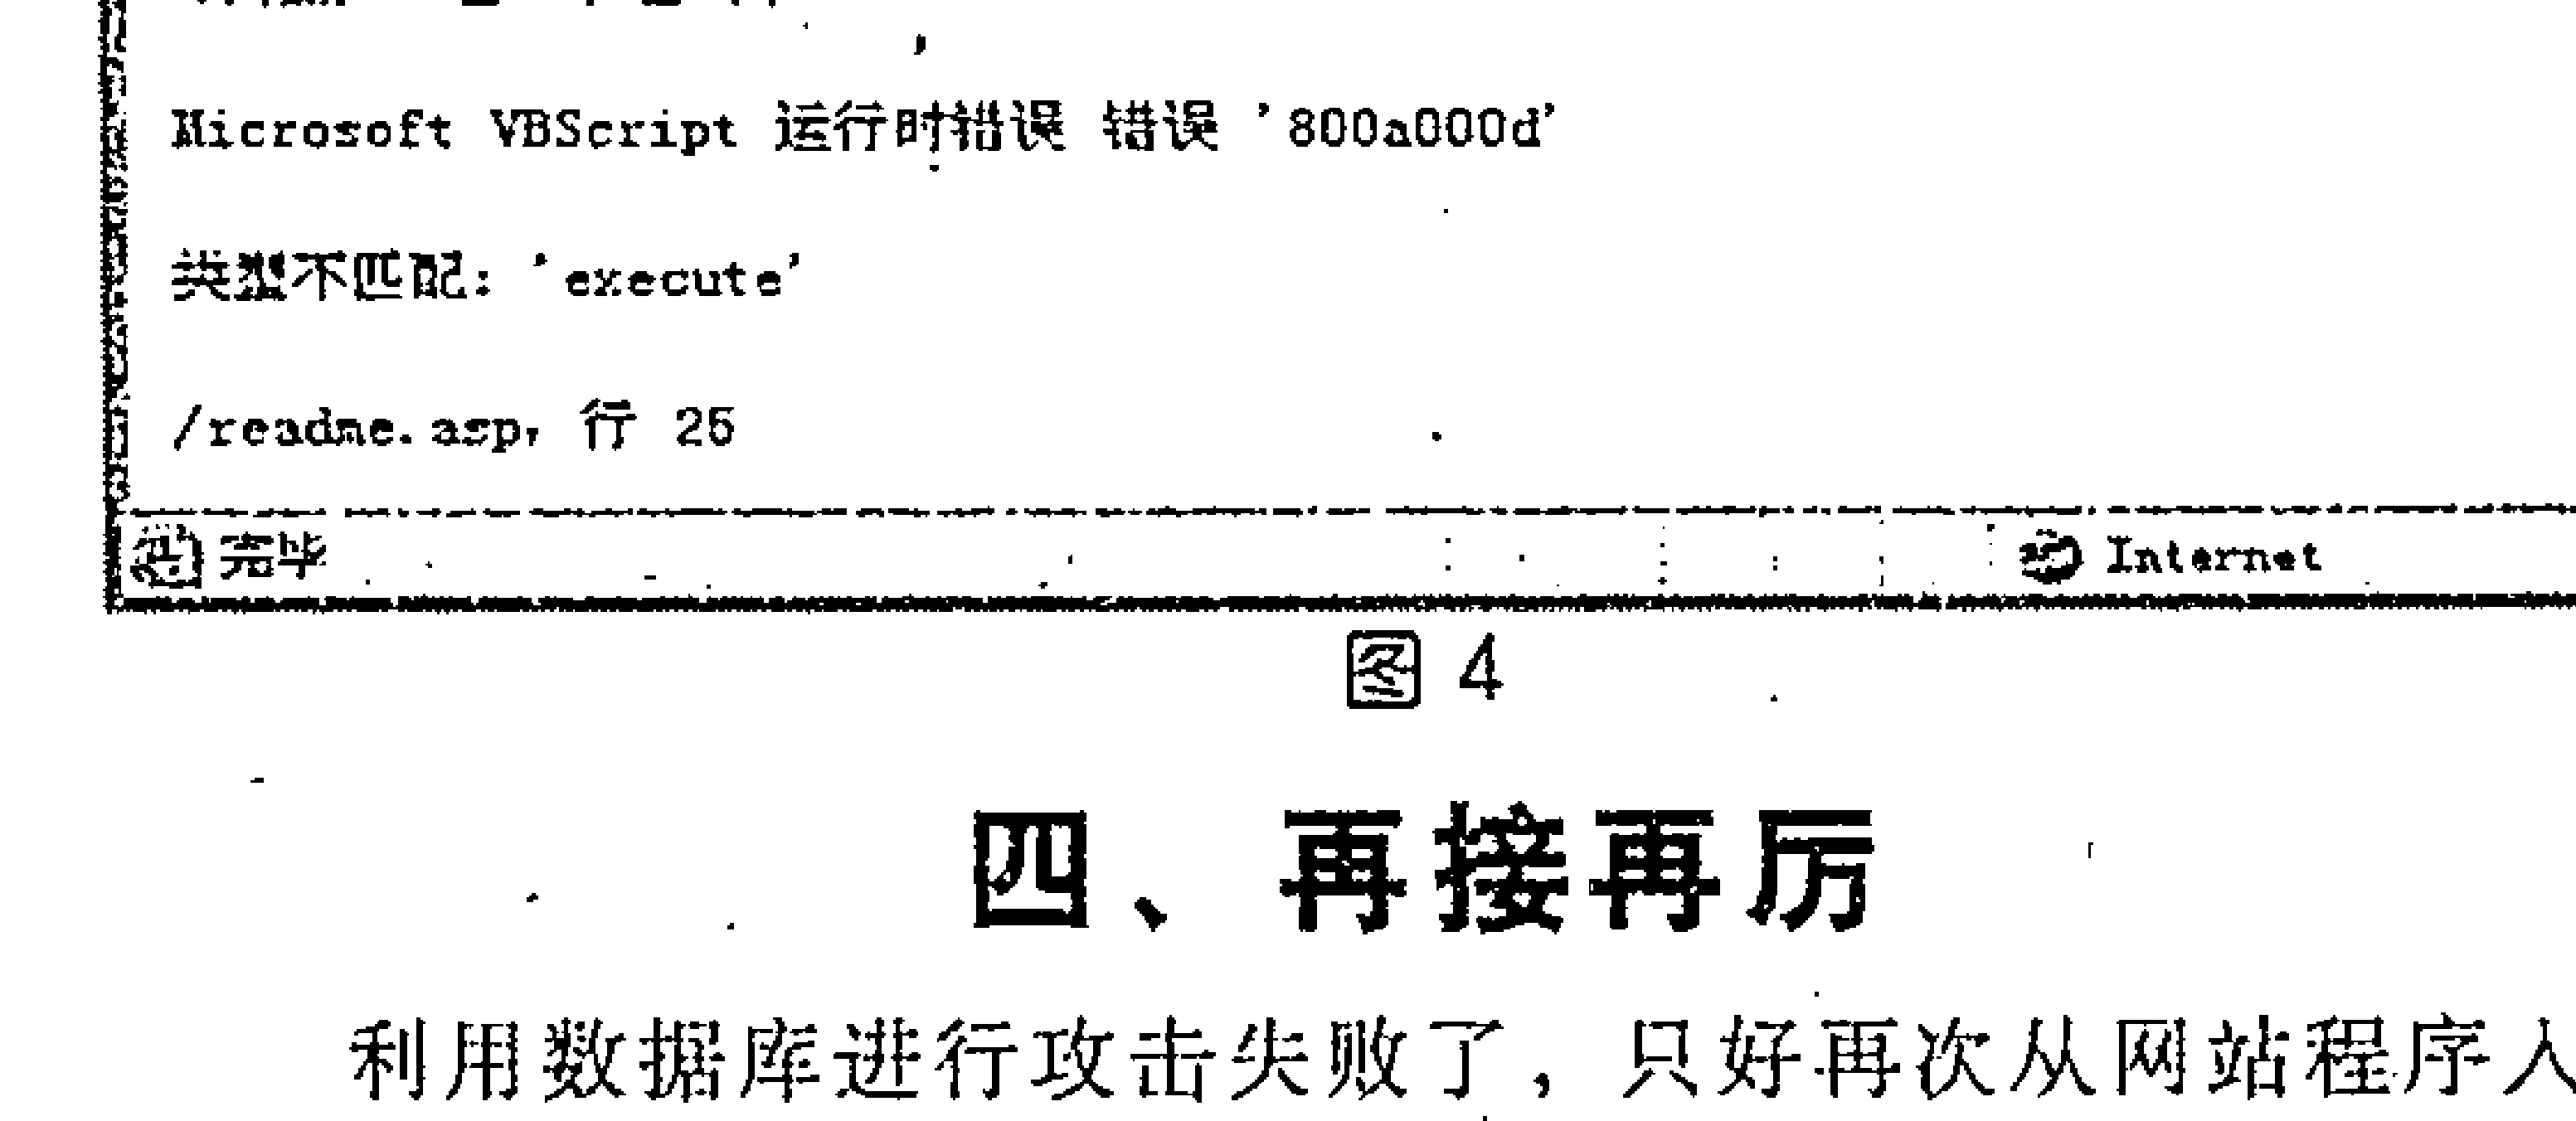 Microsoft VBScript 运行时错误 错误 '800a000d'
类型不匹配: 'execute'
/readme.asp, 行 25
完毕 Internet
图 4
四、再接再厉
利用数据库进行攻击失败了，只好再次从网站程序入